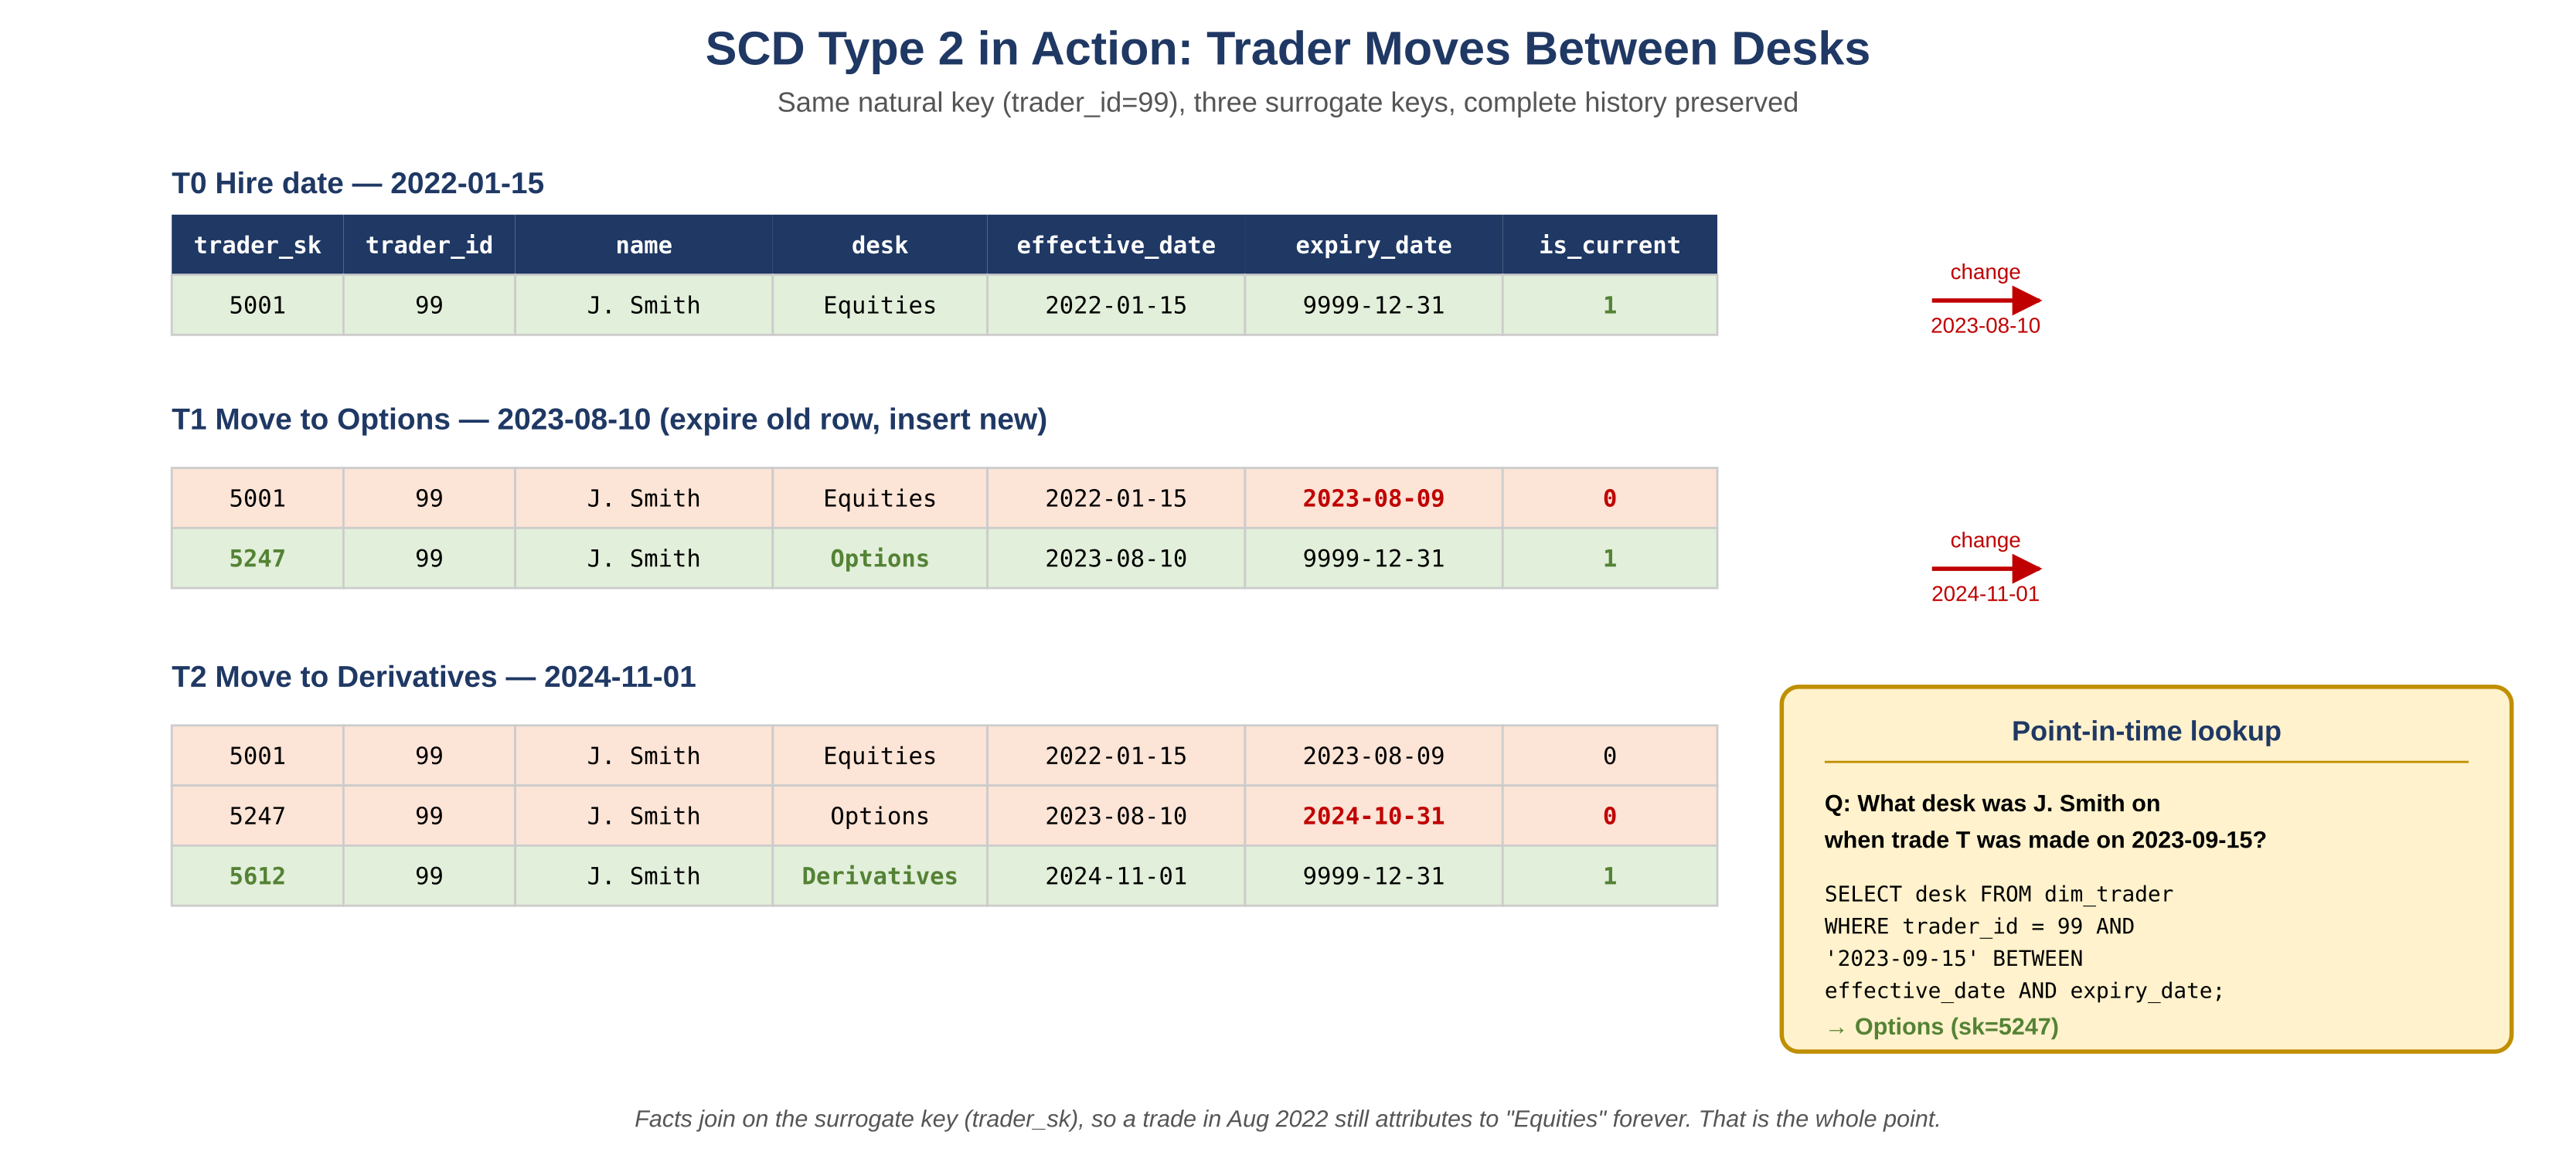 SCD Type 2 in Action: Trader Moves Between Desks
Same natural key (trader_id=99), three surrogate keys, complete history preserved
T0 Hire date — 2022-01-15
trader_sk trader_id name desk effective_date expiry_date is_current
5001 99 J. Smith Equities 2022-01-15 9999-12-31 1
change
2023-08-10
T1 Move to Options — 2023-08-10 (expire old row, insert new)
5001 99 J. Smith Equities 2022-01-15 2023-08-09 0
5247 99 J. Smith Options 2023-08-10 9999-12-31 1
change
2024-11-01
T2 Move to Derivatives — 2024-11-01
5001 99 J. Smith Equities 2022-01-15 2023-08-09 0
5247 99 J. Smith Options 2023-08-10 2024-10-31 0
5612 99 J. Smith Derivatives 2024-11-01 9999-12-31 1
Point-in-time lookup
Q: What desk was J. Smith on
when trade T was made on 2023-09-15?
SELECT desk FROM dim_trader
WHERE trader_id = 99 AND
'2023-09-15' BETWEEN
effective_date AND expiry_date;
→ Options (sk=5247)
Facts join on the surrogate key (trader_sk), so a trade in Aug 2022 still attributes to "Equities" forever. That is the whole point.